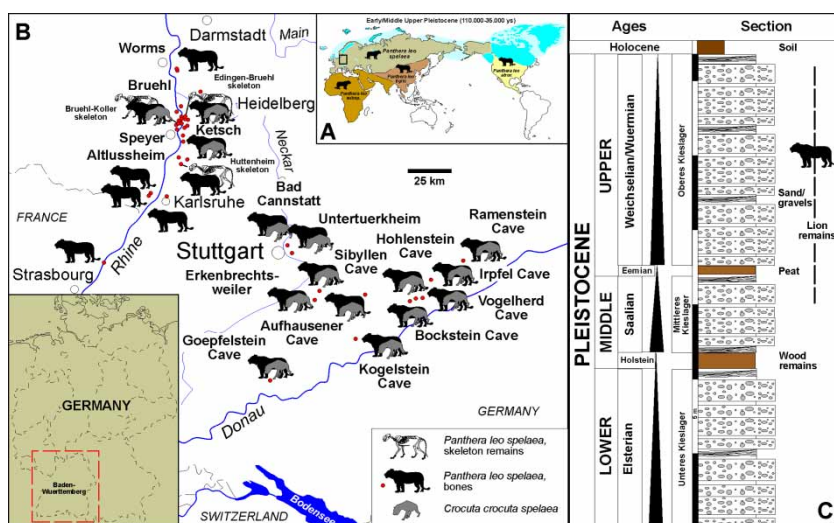 B
Darmstadt
Main
Worms
Bruehl
Edingen-Bruehl
skeleton
Bruehl-Koller
skeleton
Heidelberg
Speyer
Ketsch
Altlussheim
Huttenheim
skeleton
Neckar
FRANCE
Karlsruhe
Strasbourg
Rhine
Bad
Cannstatt
25 km
Untertuerkheim
Stuttgart
Sibyllen
Cave
Hohlenstein
Cave
Ramenstein
Cave
Irpfel Cave
Erkenbrechts-
weiler
Vogelherd
Cave
Aufhausener
Cave
Bockstein Cave
Goepfelstein
Cave
Kogelstein
Cave
Donau
GERMANY
SWITZERLAND
Bodensee
GERMANY
Baden-
Wuerttemberg
Panthera leo spelaea,
skeleton remains
Panthera leo spelaea,
bones
Crocuta crocuta spelaea
Early/Middle Upper Pleistocene (110.000-35.000 ys)
Panthera leo
spelaea
Panthera leo
atrox
A
Ages
Section
Holocene
Soil
PLEISTOCENE
UPPER
Weichselian/Wuermian
Oberes Kieslager
Sand/
gravels
Lion
remains
Eemian
Peat
MIDDLE
Saalian
Mittleres
Kieslager
Holstein
Wood
remains
LOWER
Elsterian
Unteres Kieslager
5 m
C